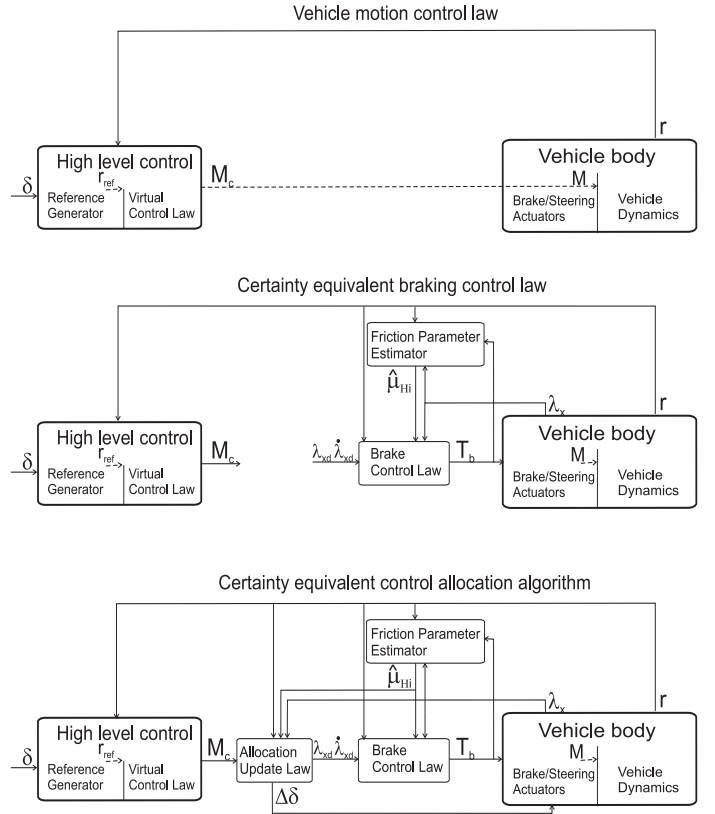 Vehicle motion control law
r
High level control
r_ref
Reference Generator
Virtual Control Law
δ
M_c
Vehicle body
M
Brake/Steering Actuators
Vehicle Dynamics
Certainty equivalent braking control law
r
Friction Parameter Estimator
μ̂_Hi
λ_x
High level control
r_ref
Reference Generator
Virtual Control Law
δ
M_c
λ_xd λ̇_xd
Brake Control Law
T_b
Vehicle body
M
Brake/Steering Actuators
Vehicle Dynamics
Certainty equivalent control allocation algorithm
r
Friction Parameter Estimator
μ̂_Hi
λ_x
High level control
r_ref
Reference Generator
Virtual Control Law
δ
M_c
Allocation Update Law
λ_xd λ̇_xd
Brake Control Law
T_b
Vehicle body
M
Brake/Steering Actuators
Vehicle Dynamics
Δδ